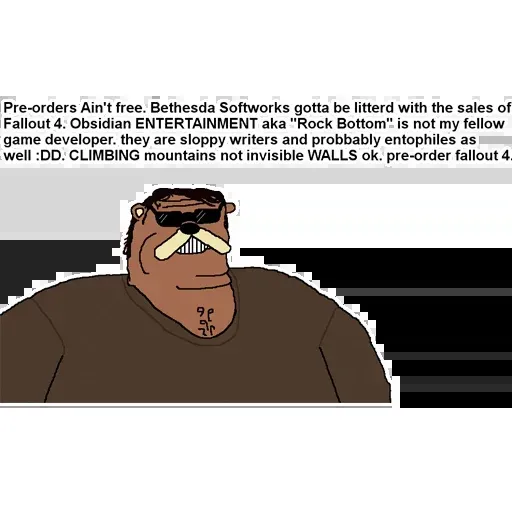 Pre-orders Ain't free. Bethesda Softworks gotta be litterd with the sales of
Fallout 4. Obsidian ENTERTAINMENT aka "Rock Bottom" is not my fellow
game developer. they are sloppy writers and probbably entophiles as
well :DD. CLIMBING mountains not invisible WALLS ok. pre-order fallout 4.